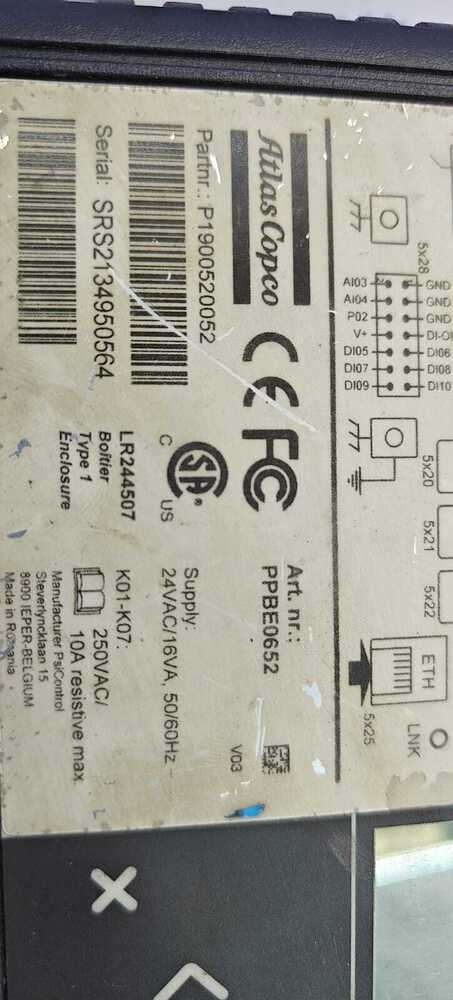 5x28
AI03 GND
AI04 GND
P02 GND
V+
DI05 DI06
DI07 DI08
DI09 DI10
5x20
5x21
5x22
ETH
LNK
5x25
Atlas Copco
CE FC
Art. nr.:
PPBE0652
V03
Partnr.: P1900520052
SA®
C US
Supply:
24VAC/16VA, 50/60Hz
Serial: SRS2134950564
LR244507
Boitier
Type 1
Enclosure
K01-K07:
250VAC/
10A resistive max.
Manufacturer PsiControl
Steverlyncklaan 15
8900 IEPER-BELGIUM
Made in Romania